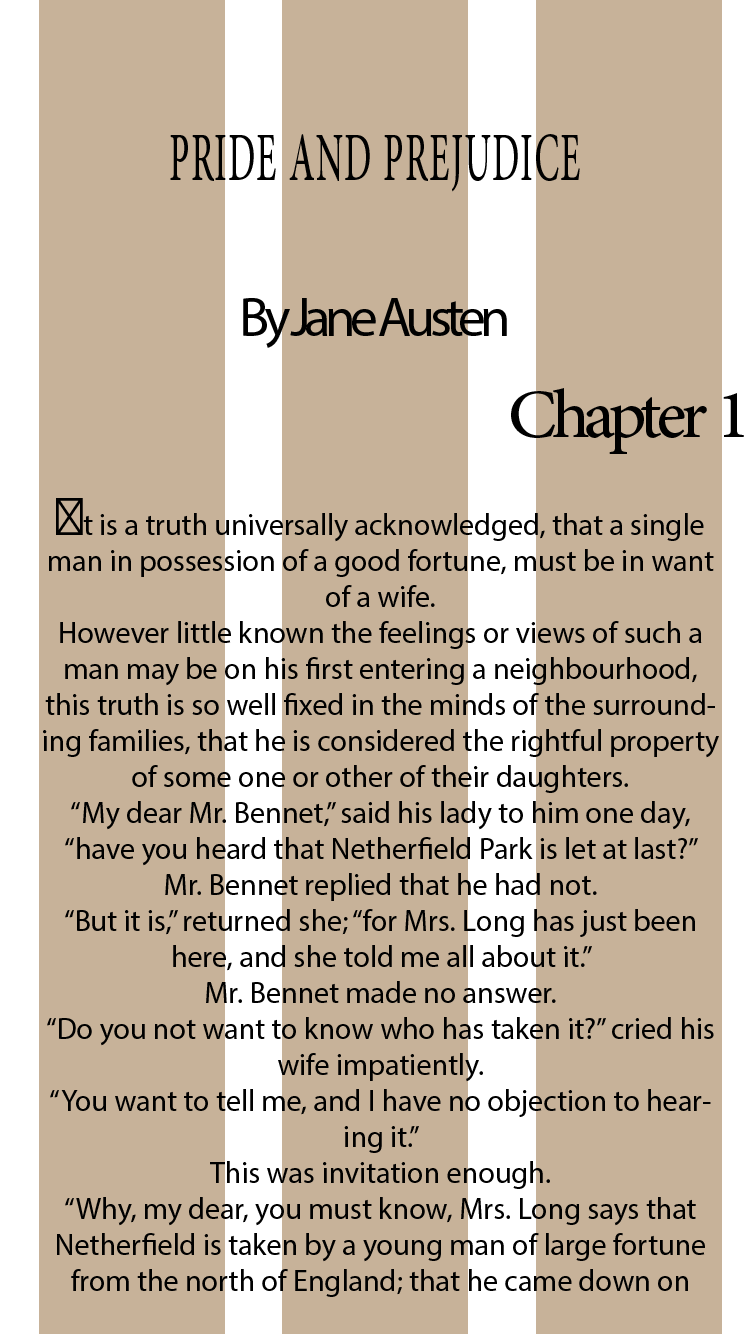 PRIDE AND PREJUDICE
By Jane Austen
Chapter 1
t is a truth universally acknowledged, that a single
man in possession of a good fortune, must be in want
of a wife.
However little known the feelings or views of such a
man may be on his first entering a neighbourhood,
this truth is so well fixed in the minds of the surround-
ing families, that he is considered the rightful property
of some one or other of their daughters.
“My dear Mr. Bennet,” said his lady to him one day,
“have you heard that Netherfield Park is let at last?”
Mr. Bennet replied that he had not.
“But it is,” returned she; “for Mrs. Long has just been
here, and she told me all about it.”
Mr. Bennet made no answer.
“Do you not want to know who has taken it?” cried his
wife impatiently.
“You want to tell me, and I have no objection to hear-
ing it.”
This was invitation enough.
“Why, my dear, you must know, Mrs. Long says that
Netherfield is taken by a young man of large fortune
from the north of England; that he came down on